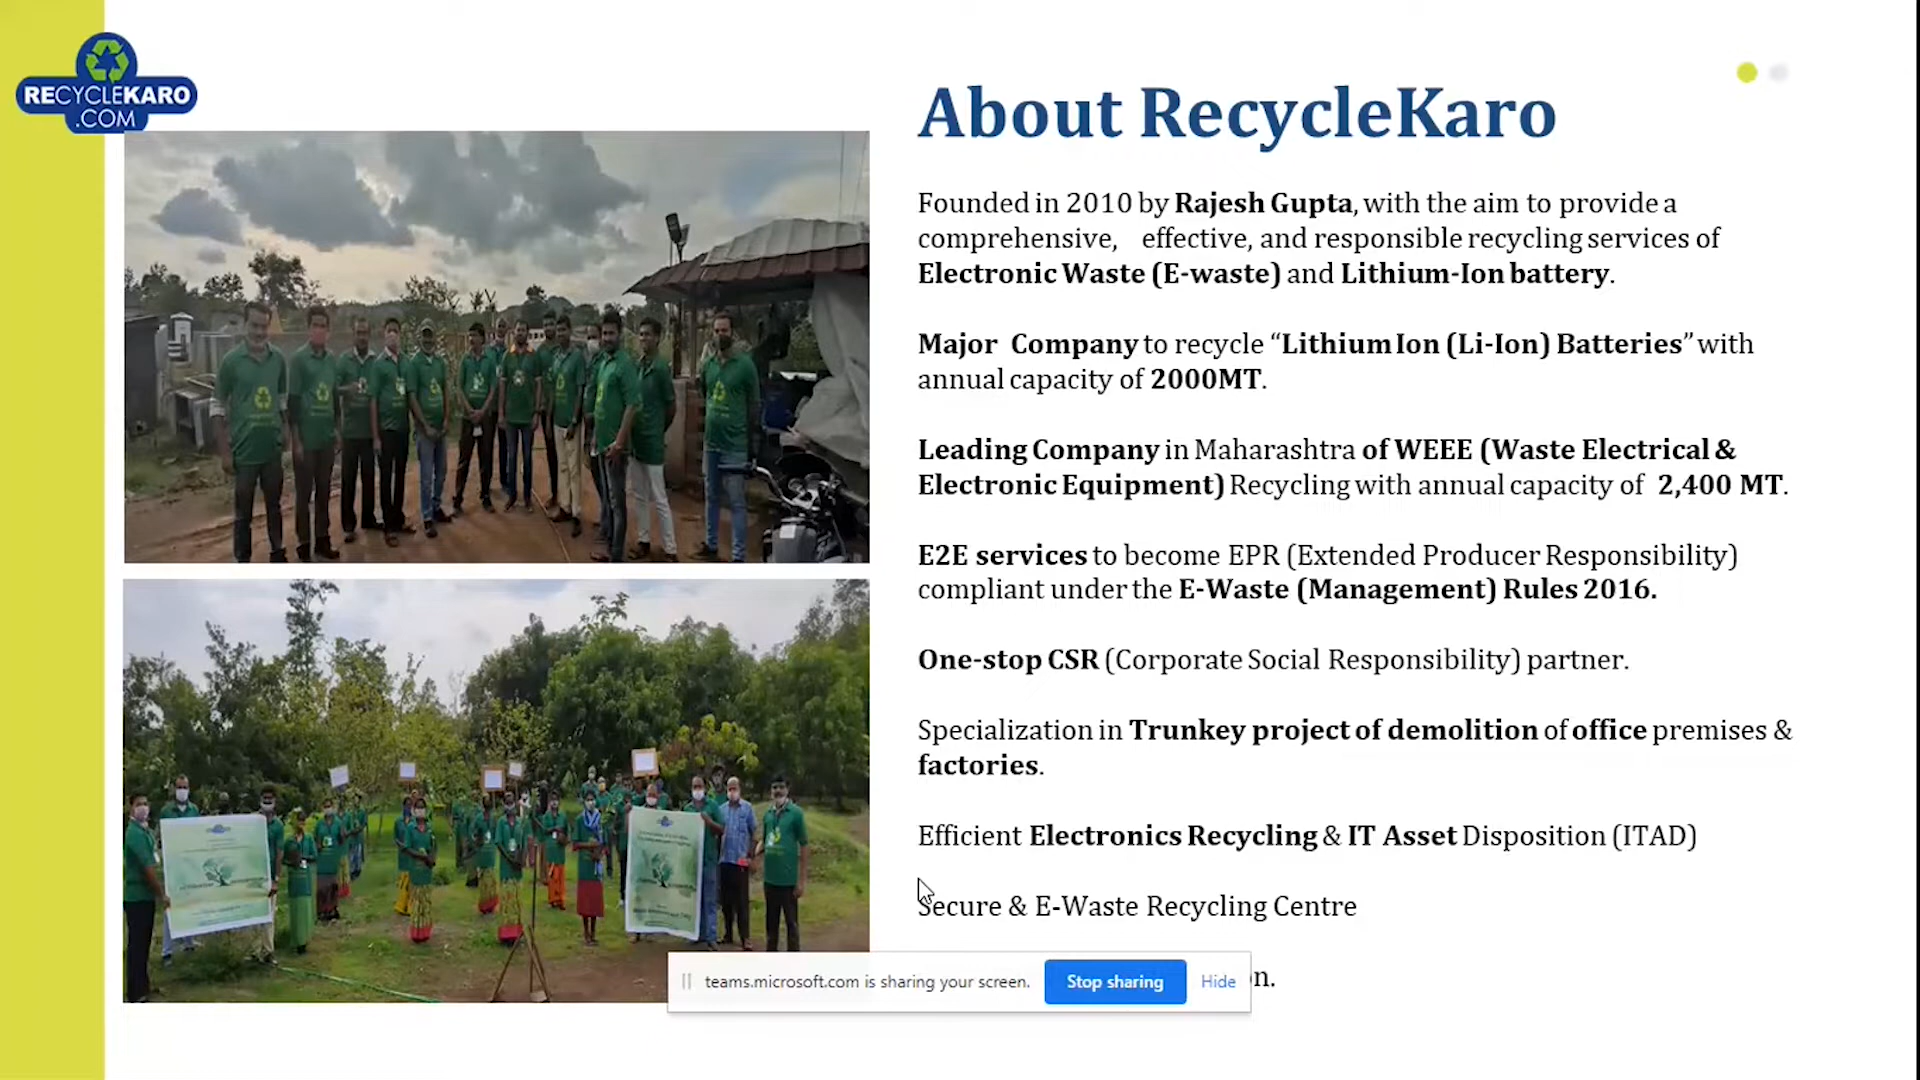 RECYCLEKARO
.COM
About RecycleKaro
Founded in 2010 by Rajesh Gupta, with the aim to provide a
comprehensive, effective, and responsible recycling services of
Electronic Waste (E-waste) and Lithium-Ion battery.
Major Company to recycle “Lithium Ion (Li-Ion) Batteries” with
annual capacity of 2000MT.
Leading Company in Maharashtra of WEEE (Waste Electrical &
Electronic Equipment) Recycling with annual capacity of 2,400 MT.
E2E services to become EPR (Extended Producer Responsibility)
compliant under the E-Waste (Management) Rules 2016.
One-stop CSR (Corporate Social Responsibility) partner.
Specialization in Trunkey project of demolition of office premises &
factories.
Efficient Electronics Recycling & IT Asset Disposition (ITAD)
Secure & E-Waste Recycling Centre
teams.microsoft.com is sharing your screen. Stop sharing Hide